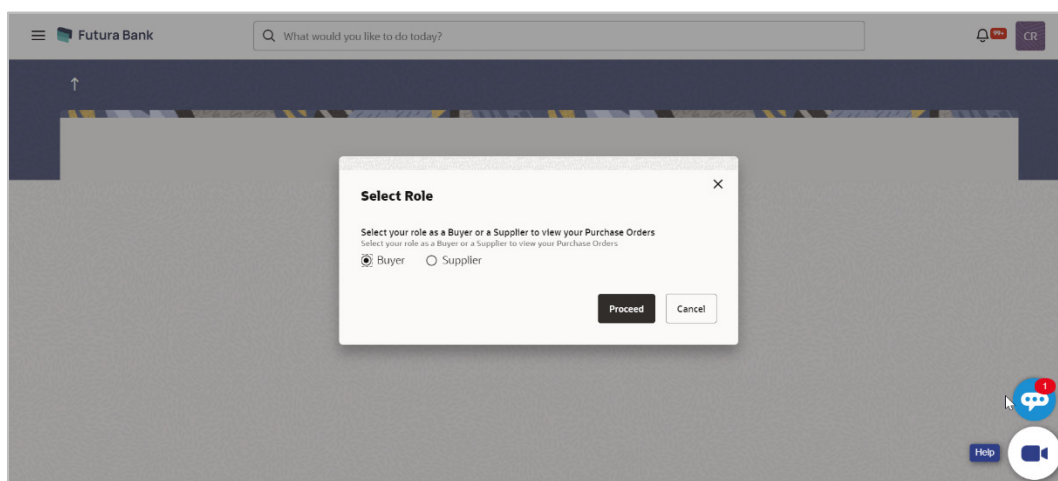 Futura Bank
What would you like to do today?
99+
CR
Select Role
Select your role as a Buyer or a Supplier to view your Purchase Orders
Select your role as a Buyer or a Supplier to view your Purchase Orders
Buyer Supplier
Proceed Cancel
1
Help